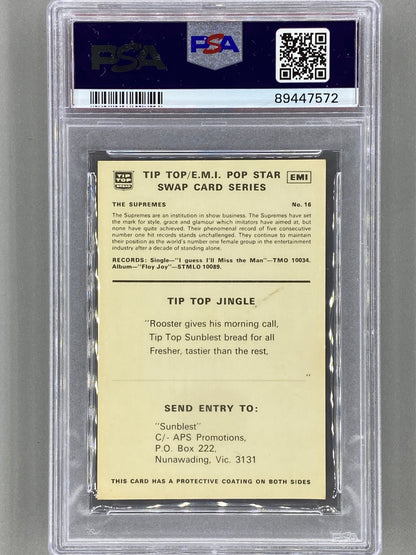 PSA PSA
89447572
TIP TOP/E.M.I. POP STAR
SWAP CARD SERIES
TIP TOP
BREAD
EMI
THE SUPREMES No. 16
The Supremes are an institution in show business. The Supremes have set
the mark for style, grace and glamour which imitators have aimed at, but
none have quite achieved. Their phenomenal record of five consecutive
number one hit records stands unchallenged. They continue to maintain
their position as the world's number one female group in the entertainment
industry after a decade of standing alone.
RECORDS: Single—"I guess I'll Miss the Man"—TMO 10034.
Album—"Floy Joy"—STMLO 10089.
TIP TOP JINGLE
"Rooster gives his morning call,
Tip Top Sunblest bread for all
Fresher, tastier than the rest,
"
SEND ENTRY TO:
"Sunblest"
C/- APS Promotions,
P.O. Box 222,
Nunawading, Vic. 3131
THIS CARD HAS A PROTECTIVE COATING ON BOTH SIDES